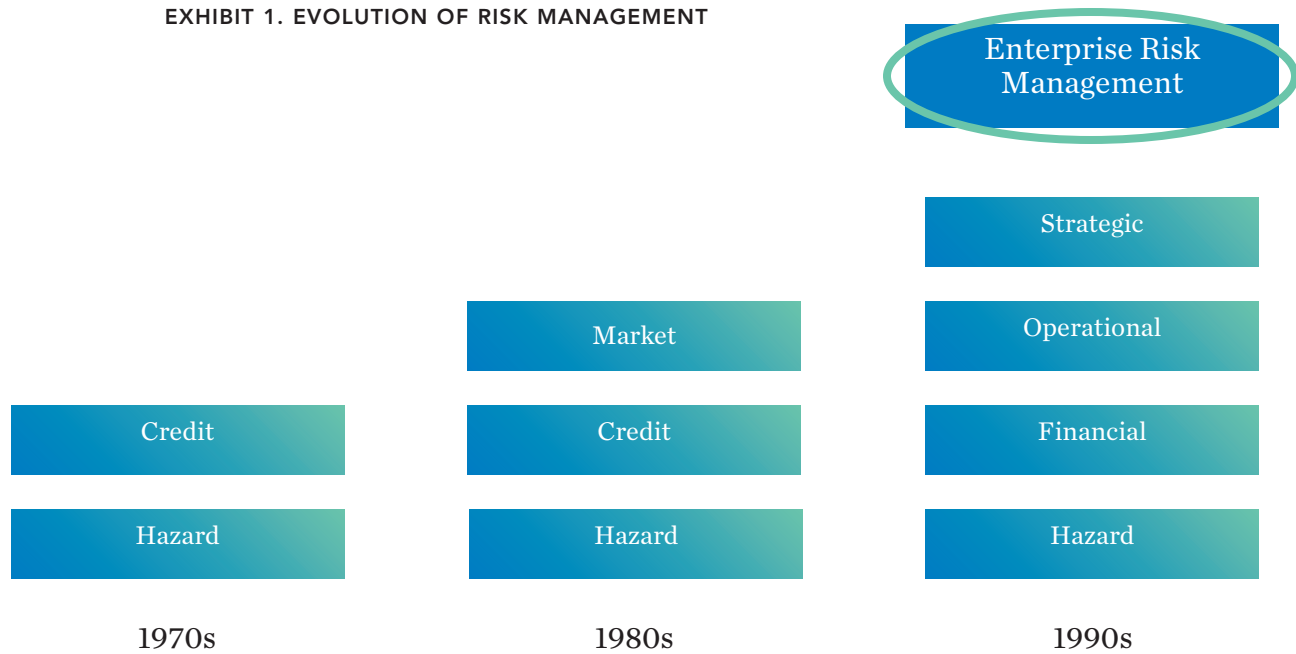 EXHIBIT 1. EVOLUTION OF RISK MANAGEMENT
Enterprise Risk
Management
Strategic
Market
Operational
Credit
Credit
Financial
Hazard
Hazard
Hazard
1970s
1980s
1990s